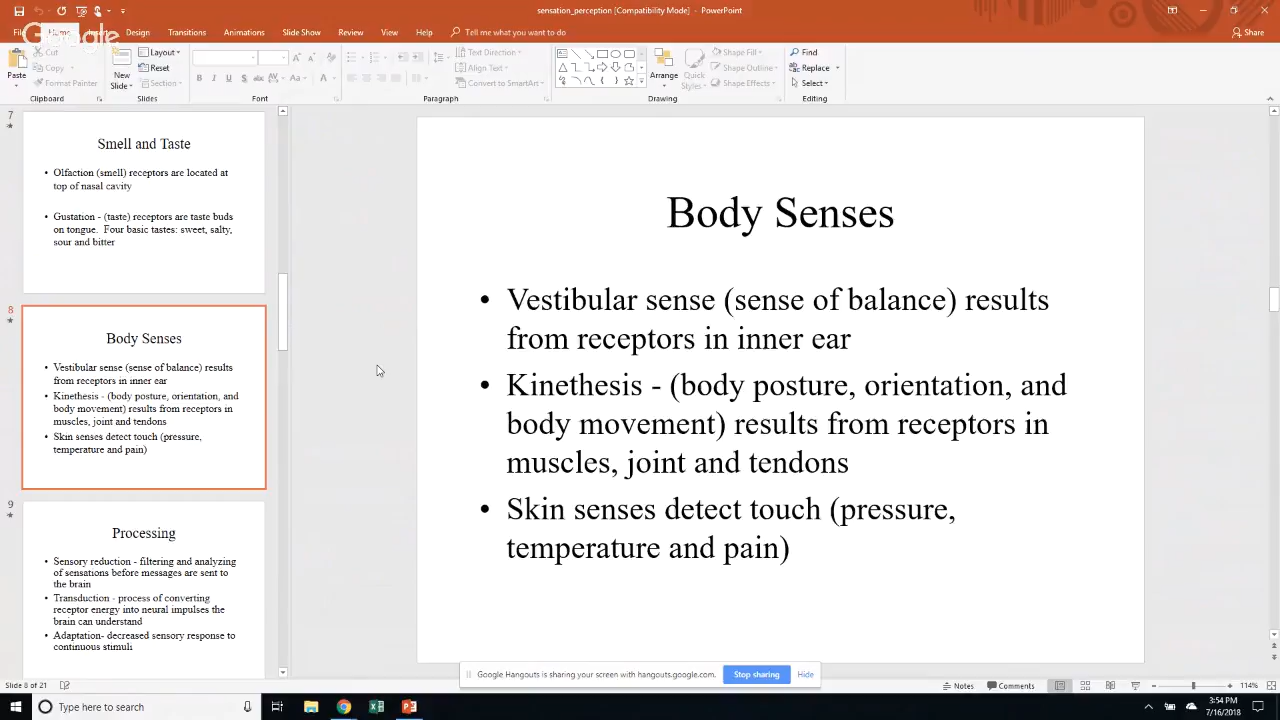 sensation_perception [Compatibility Mode] - PowerPoint
Google
Design Transitions Animations Slide Show Review View Help Tell me what you want to do Share
Paste
Cut
Copy
Format Painter
Clipboard
New
Slide
Layout
Reset
Section
Slides
Font
Text Direction
Align Text
Convert to SmartArt
Paragraph
Arrange
Quick
Styles
Shape Fill
Shape Outline
Shape Effects
Drawing
Find
Replace
Select
Editing
7
Smell and Taste
• Olfaction (smell) receptors are located at
top of nasal cavity
• Gustation - (taste) receptors are taste buds
on tongue. Four basic tastes: sweet, salty,
sour and bitter
8
Body Senses
• Vestibular sense (sense of balance) results
from receptors in inner ear
• Kinethesis - (body posture, orientation, and
body movement) results from receptors in
muscles, joint and tendons
• Skin senses detect touch (pressure,
temperature and pain)
9
Processing
• Sensory reduction - filtering and analyzing
of sensations before messages are sent to
the brain
• Transduction - process of converting
receptor energy into neural impulses the
brain can understand
• Adaptation- decreased sensory response to
continuous stimuli
Body Senses
• Vestibular sense (sense of balance) results
from receptors in inner ear
• Kinethesis - (body posture, orientation, and
body movement) results from receptors in
muscles, joint and tendons
• Skin senses detect touch (pressure,
temperature and pain)
Google Hangouts is sharing your screen with hangouts.google.com. Stop sharing Hide
Slide 8 of 21 Notes Comments 114%
Type here to search
3:54 PM
7/16/2018